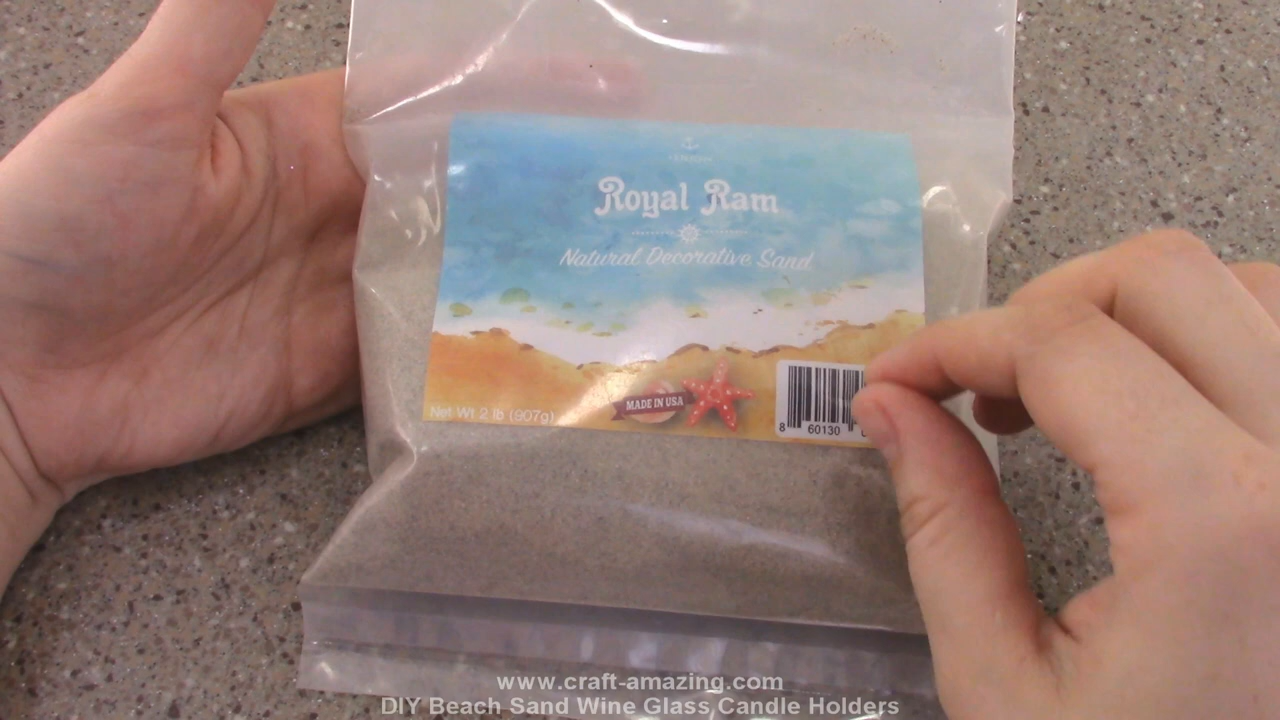 Royal Ram
Natural Decorative Sand
Net Wt 2 lb (907g)
MADE IN USA
8 60130
www.craft-amazing.com
DIY Beach Sand Wine Glass Candle Holders